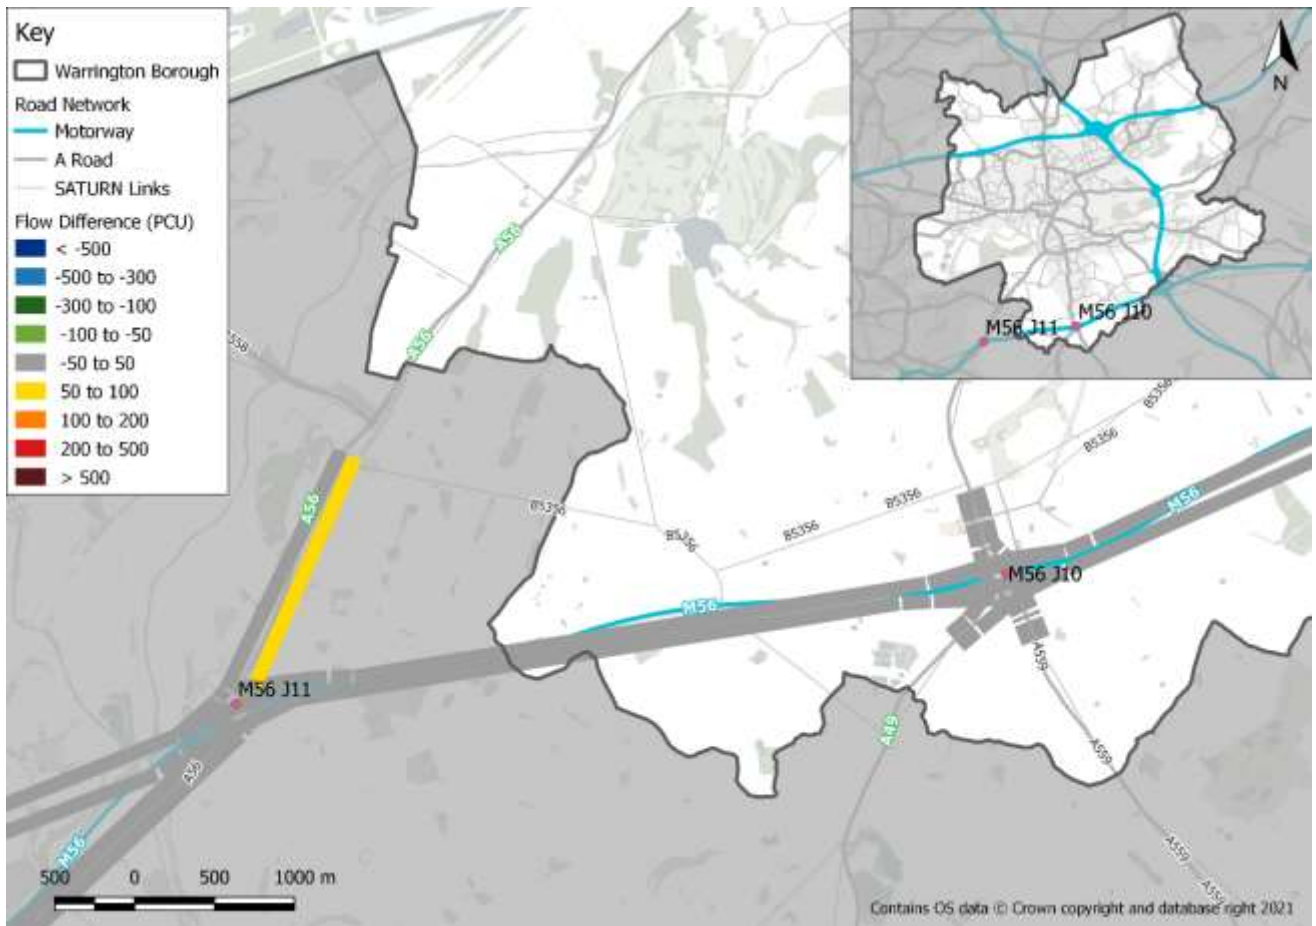 Key
Warrington Borough
Road Network
Motorway
A Road
SATURN Links
Flow Difference (PCU)
< -500
-500 to -300
-300 to -100
-100 to -50
-50 to 50
50 to 100
100 to 200
200 to 500
> 500
N
M56 J11
M56 J10
A56
A56
B5356
B5356
A56
B5356
B5356
B5356
B5356
M56
M56
M56 J10
M56 J11
A559
A49
A56
A559
M56
A559
A559
500 0 500 1000 m
Contains OS data © Crown copyright and database right 2021